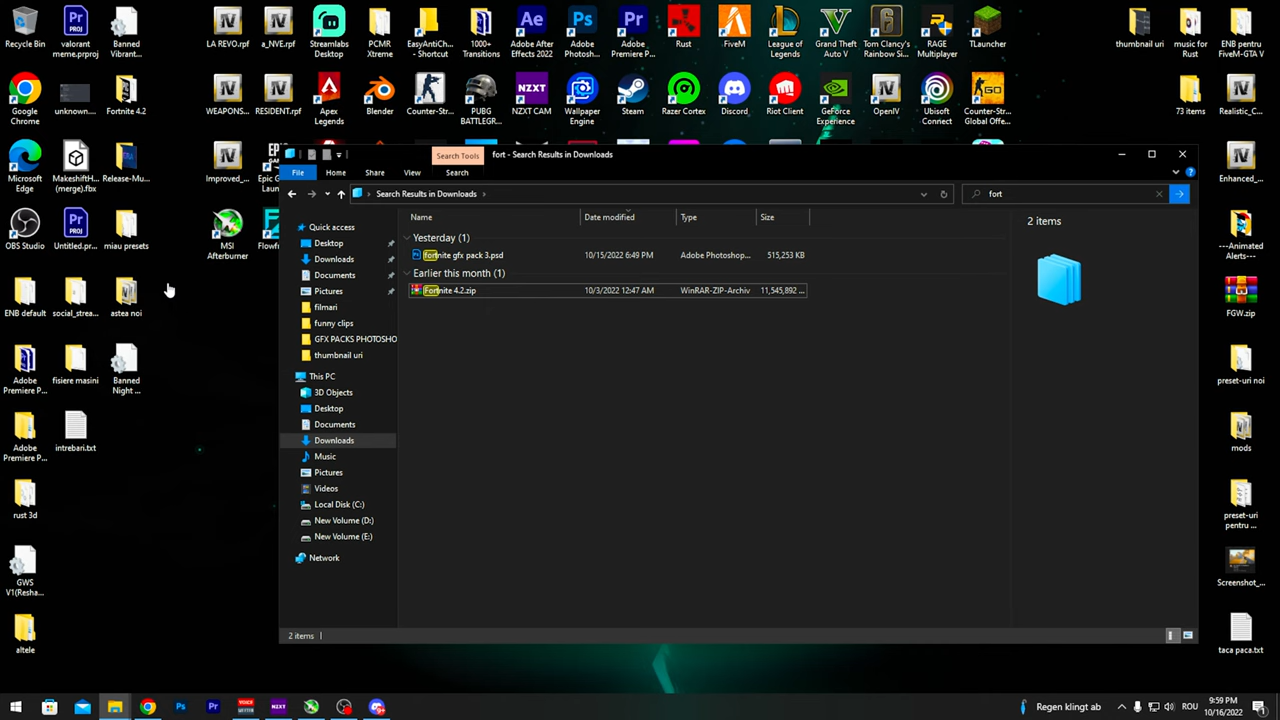 Recycle Bin
valorant meme.prproj
Banned Vibrant...
LA REVO.rpf
a_NVE.rpf
Streamlabs Desktop
PCMR Xtreme
EasyAntiCh... - Shortcut
1000+ Transitions
Adobe After Effects 2022
Adobe Photosh...
Adobe Premiere P...
Rust
FiveM
League of Legends
Grand Theft Auto V
Tom Clancy's Rainbow Si...
RAGE Multiplayer
TLauncher
thumbnail uri
music for Rust
ENB pentru FiveM-GTA V
Google Chrome
unknown...
Fortnite 4.2
WEAPONS...
RESIDENT.rpf
Apex Legends
Blender
Counter-Str...
PUBG BATTLEGR...
NZXT CAM
Wallpaper Engine
Steam
Razer Cortex
Discord
Riot Client
GeForce Experience
OpenIV
Ubisoft Connect
Counter-Str... Global Offe...
73 items
Realistic_C...
Microsoft Edge
MakeshiftH... (merge).fbx
Release-Mu...
Improved_...
Enhanced_...
OBS Studio
Untitled.pr...
miau presets
MSI Afterburner
---Animated Alerts---...
ENB default
social_strea...
astea noi
FGW.zip
Adobe Premiere P...
fisiere masini
Banned Night ...
preset-uri noi
Adobe Premiere P...
intrebari.txt
mods
rust 3d
preset-uri pentru ...
GWS V1(Resha...
Screenshot_...
altele
taca paca.txt
Search Tools
fort - Search Results in Downloads
File
Home
Share
View
Search
Search Results in Downloads
fort
Name
Date modified
Type
Size
Yesterday (1)
fortnite gfx pack 3.psd
10/15/2022 6:49 PM
Adobe Photoshop...
515,253 KB
Earlier this month (1)
Fortnite 4.2.zip
10/3/2022 12:47 AM
WinRAR-ZIP-Archiv
11,545,892 ...
2 items
Quick access
Desktop
Downloads
Documents
Pictures
filmari
funny clips
GFX PACKS PHOTOSHO
thumbnail uri
This PC
3D Objects
Desktop
Documents
Downloads
Music
Pictures
Videos
Local Disk (C:)
New Volume (D:)
New Volume (E:)
Network
2 items
Regen klingt ab
ROU
9:59 PM
10/16/2022